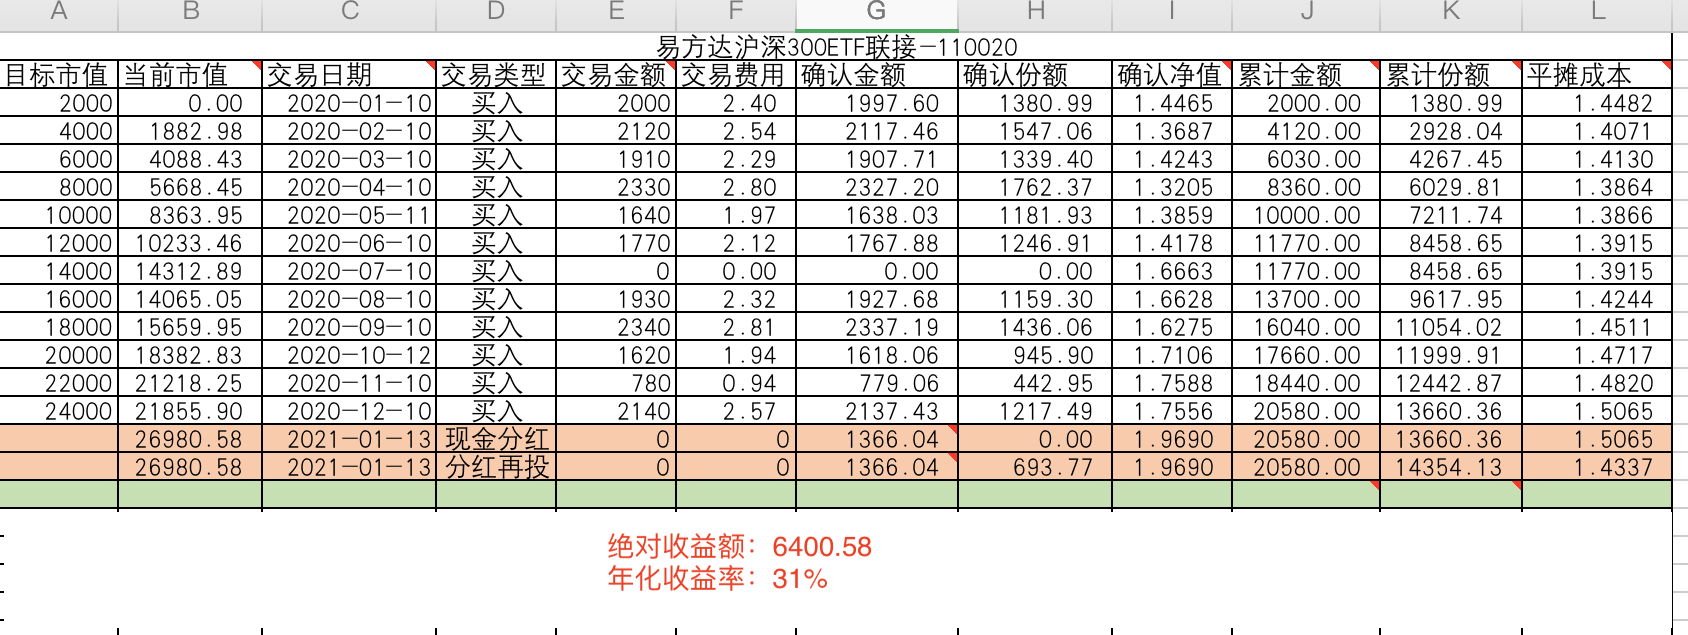 A B C D E F G H I J K L
易方达沪深300ETF联接-110020
目标市值 当前市值 交易日期 交易类型 交易金额 交易费用 确认金额 确认份额 确认净值 累计金额 累计份额 平摊成本
2000 0.00 2020-01-10 买入 2000 2.40 1997.60 1380.99 1.4465 2000.00 1380.99 1.4482
4000 1882.98 2020-02-10 买入 2120 2.54 2117.46 1547.06 1.3687 4120.00 2928.04 1.4071
6000 4088.43 2020-03-10 买入 1910 2.29 1907.71 1339.40 1.4243 6030.00 4267.45 1.4130
8000 5668.45 2020-04-10 买入 2330 2.80 2327.20 1762.37 1.3205 8360.00 6029.81 1.3864
10000 8363.95 2020-05-11 买入 1640 1.97 1638.03 1181.93 1.3859 10000.00 7211.74 1.3866
12000 10233.46 2020-06-10 买入 1770 2.12 1767.88 1246.91 1.4178 11770.00 8458.65 1.3915
14000 14312.89 2020-07-10 买入 0 0.00 0.00 0.00 1.6663 11770.00 8458.65 1.3915
16000 14065.05 2020-08-10 买入 1930 2.32 1927.68 1159.30 1.6628 13700.00 9617.95 1.4244
18000 15659.95 2020-09-10 买入 2340 2.81 2337.19 1436.06 1.6275 16040.00 11054.02 1.4511
20000 18382.83 2020-10-12 买入 1620 1.94 1618.06 945.90 1.7106 17660.00 11999.91 1.4717
22000 21218.25 2020-11-10 买入 780 0.94 779.06 442.95 1.7588 18440.00 12442.87 1.4820
24000 21855.90 2020-12-10 买入 2140 2.57 2137.43 1217.49 1.7556 20580.00 13660.36 1.5065
26980.58 2021-01-13 现金分红 0 0 1366.04 0.00 1.9690 20580.00 13660.36 1.5065
26980.58 2021-01-13 分红再投 0 0 1366.04 693.77 1.9690 20580.00 14354.13 1.4337
绝对收益额：6400.58
年化收益率：31%